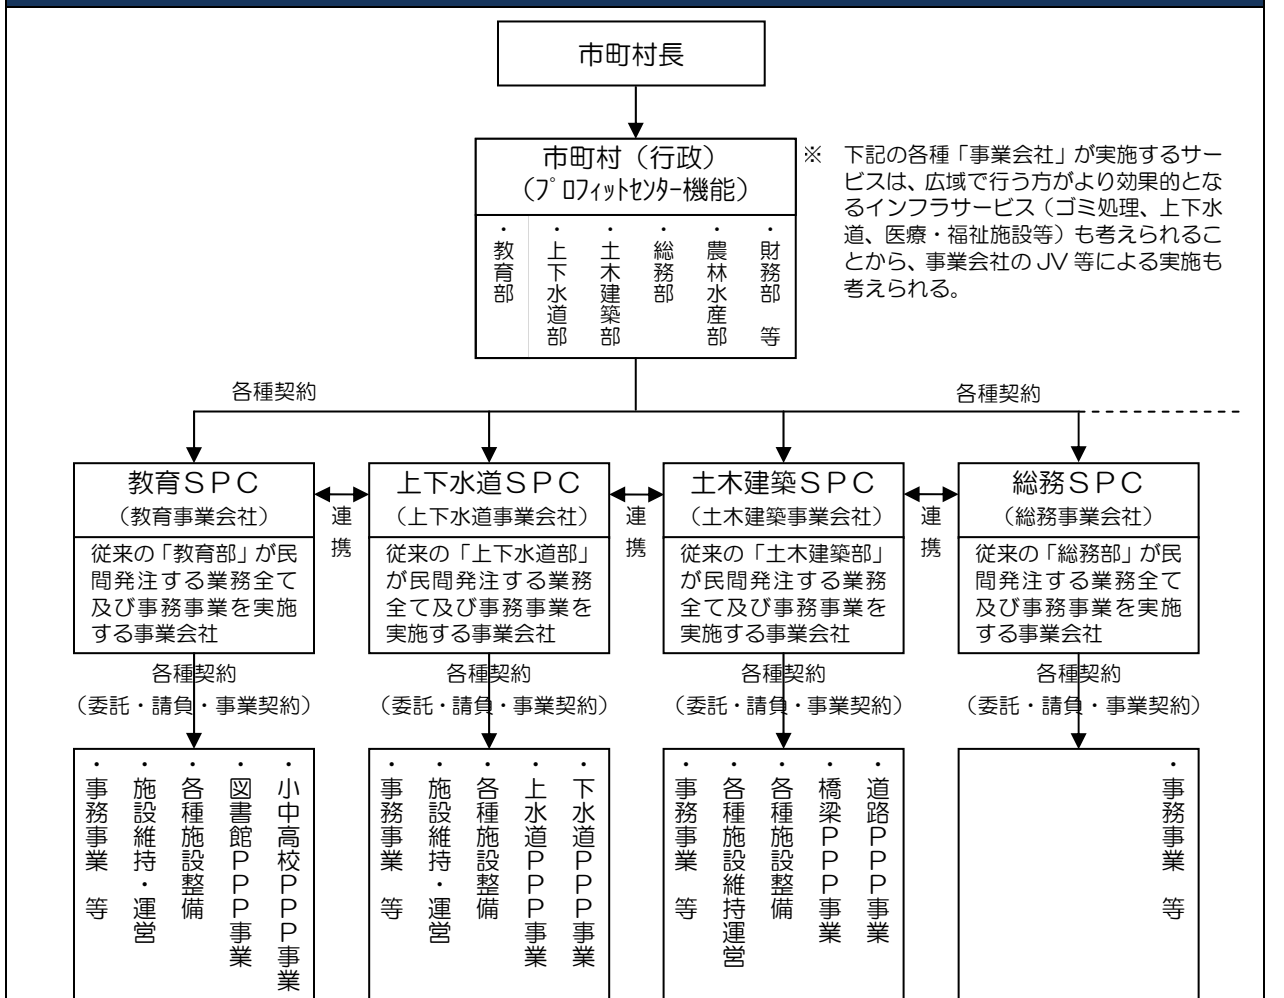 市町村長
市町村（行政）
（ﾌﾟﾛﾌｨｯﾄｾﾝﾀｰ機能）
・教育部
・上下水道部
・土木建築部
・総務部
・農林水産部
・財務部　等
※　下記の各種「事業会社」が実施するサー
ビスは、広域で行う方がより効果的とな
るインフラサービス（ゴミ処理、上下水
道、医療・福祉施設等）も考えられるこ
とから、事業会社の JV 等による実施も
考えられる。
各種契約
各種契約
教育ＳＰＣ
（教育事業会社）
従来の「教育部」が民
間発注する業務全て
及び事務事業を実施
する事業会社
連
携
上下水道ＳＰＣ
（上下水道事業会社）
従来の「上下水道部」
が民間発注する業務
全て及び事務事業を
実施する事業会社
連
携
土木建築ＳＰＣ
（土木建築事業会社）
従来の「土木建築部」
が民間発注する業務
全て及び事務事業を
実施する事業会社
連
携
総務ＳＰＣ
（総務事業会社）
従来の「総務部」が民
間発注する業務全て
及び事務事業を実施
する事業会社
各種契約
（委託・請負・事業契約）
各種契約
（委託・請負・事業契約）
各種契約
（委託・請負・事業契約）
各種契約
（委託・請負・事業契約）
・小中高校ＰＰＰ事業
・図書館ＰＰＰ事業
・各種施設整備
・施設維持・運営
・事務事業　等
・下水道ＰＰＰ事業
・上水道ＰＰＰ事業
・各種施設整備
・施設維持・運営
・事務事業　等
・道路ＰＰＰ事業
・橋梁ＰＰＰ事業
・各種施設整備
・各種施設維持運営
・事務事業　等
・事務事業　等